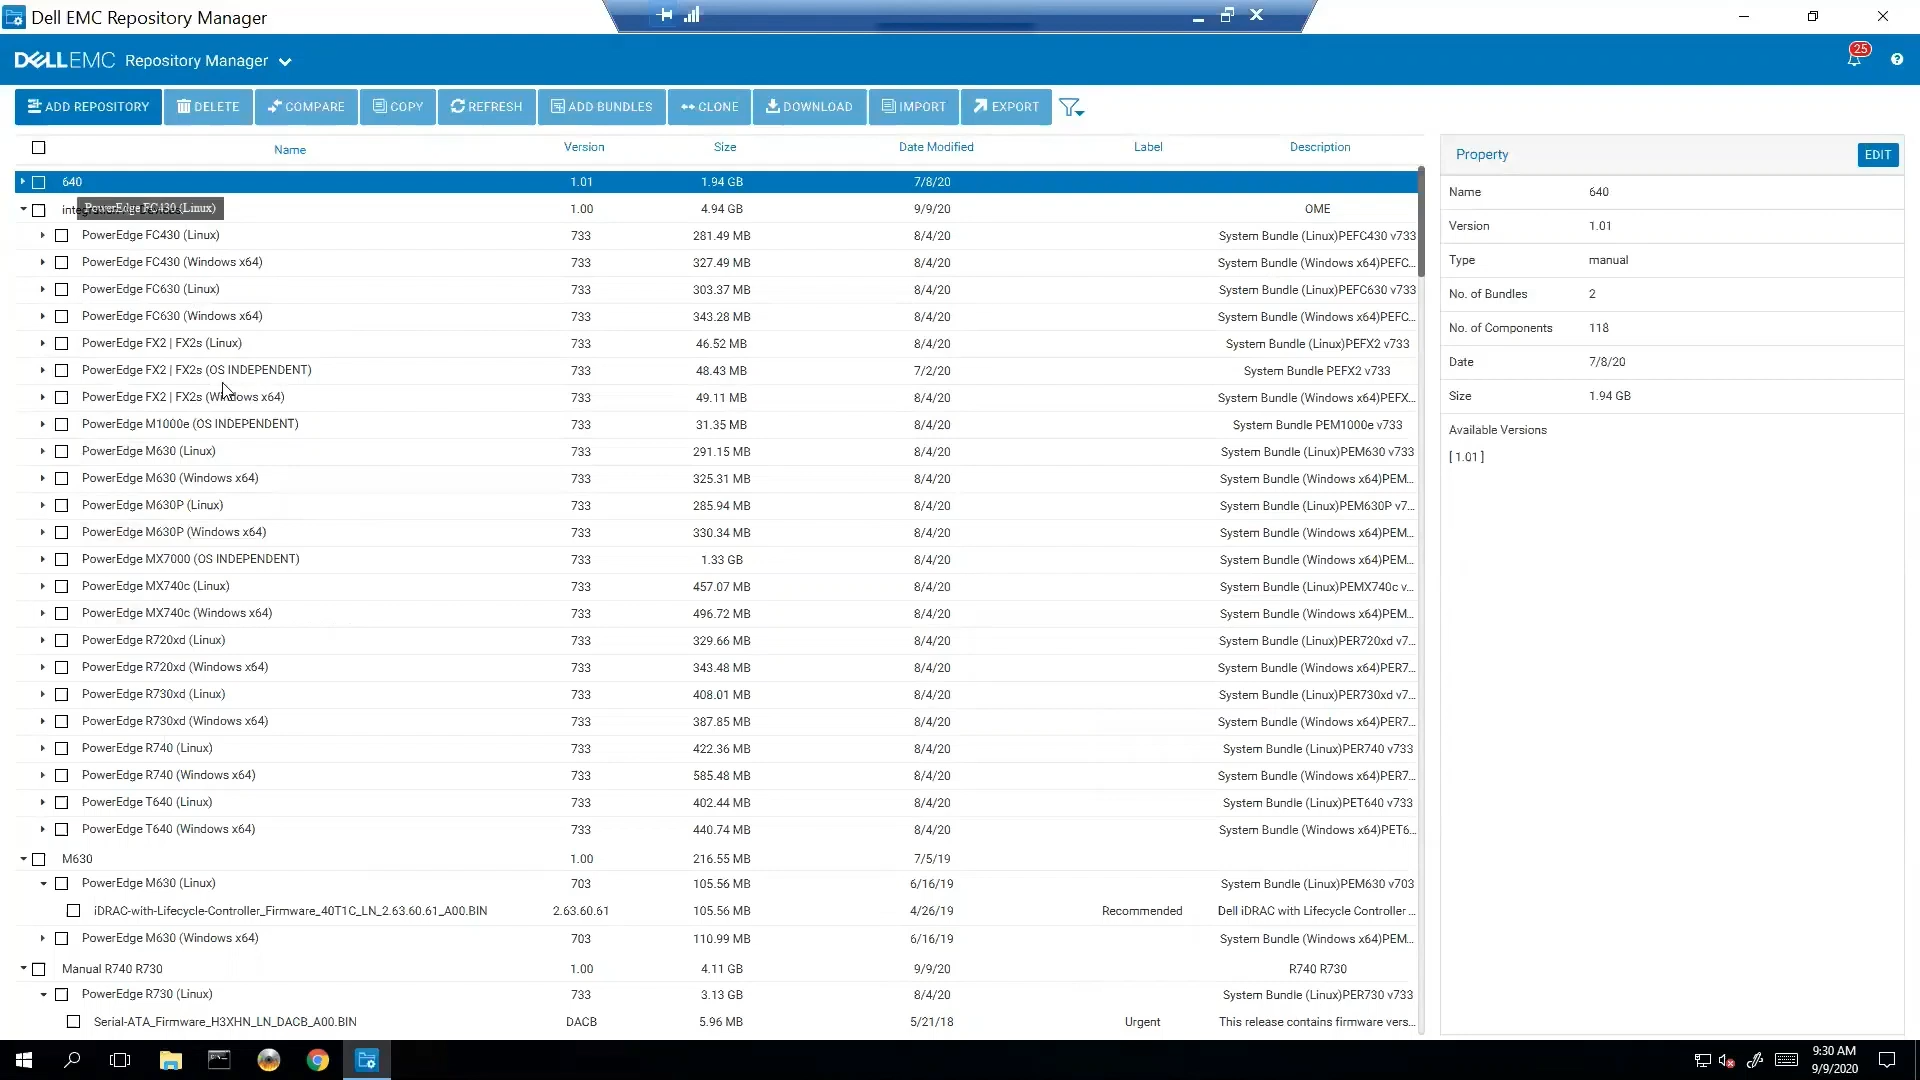 Dell EMC Repository Manager
DELLEMC Repository Manager
25
ADD REPOSITORY DELETE COMPARE COPY REFRESH ADD BUNDLES CLONE DOWNLOAD IMPORT EXPORT
Name Version Size Date Modified Label Description
640 1.01 1.94 GB 7/8/20
PowerEdge FC430 (Linux)
1.00 4.94 GB 9/9/20 OME
PowerEdge FC430 (Linux) 733 281.49 MB 8/4/20 System Bundle (Linux)PEFC430 v733
PowerEdge FC430 (Windows x64) 733 327.49 MB 8/4/20 System Bundle (Windows x64)PEFC...
PowerEdge FC630 (Linux) 733 303.37 MB 8/4/20 System Bundle (Linux)PEFC630 v733
PowerEdge FC630 (Windows x64) 733 343.28 MB 8/4/20 System Bundle (Windows x64)PEFC...
PowerEdge FX2 | FX2s (Linux) 733 46.52 MB 8/4/20 System Bundle (Linux)PEFX2 v733
PowerEdge FX2 | FX2s (OS INDEPENDENT) 733 48.43 MB 7/2/20 System Bundle PEFX2 v733
PowerEdge FX2 | FX2s (Windows x64) 733 49.11 MB 8/4/20 System Bundle (Windows x64)PEFX...
PowerEdge M1000e (OS INDEPENDENT) 733 31.35 MB 8/4/20 System Bundle PEM1000e v733
PowerEdge M630 (Linux) 733 291.15 MB 8/4/20 System Bundle (Linux)PEM630 v733
PowerEdge M630 (Windows x64) 733 325.31 MB 8/4/20 System Bundle (Windows x64)PEM...
PowerEdge M630P (Linux) 733 285.94 MB 8/4/20 System Bundle (Linux)PEM630P v7...
PowerEdge M630P (Windows x64) 733 330.34 MB 8/4/20 System Bundle (Windows x64)PEM...
PowerEdge MX7000 (OS INDEPENDENT) 733 1.33 GB 8/4/20 System Bundle (Windows x64)PEM...
PowerEdge MX740c (Linux) 733 457.07 MB 8/4/20 System Bundle (Linux)PEMX740c v...
PowerEdge MX740c (Windows x64) 733 496.72 MB 8/4/20 System Bundle (Windows x64)PEM...
PowerEdge R720xd (Linux) 733 329.66 MB 8/4/20 System Bundle (Linux)PER720xd v7...
PowerEdge R720xd (Windows x64) 733 343.48 MB 8/4/20 System Bundle (Windows x64)PER7...
PowerEdge R730xd (Linux) 733 408.01 MB 8/4/20 System Bundle (Linux)PER730xd v7...
PowerEdge R730xd (Windows x64) 733 387.85 MB 8/4/20 System Bundle (Windows x64)PER7...
PowerEdge R740 (Linux) 733 422.36 MB 8/4/20 System Bundle (Linux)PER740 v733
PowerEdge R740 (Windows x64) 733 585.48 MB 8/4/20 System Bundle (Windows x64)PER7...
PowerEdge T640 (Linux) 733 402.44 MB 8/4/20 System Bundle (Linux)PET640 v733
PowerEdge T640 (Windows x64) 733 440.74 MB 8/4/20 System Bundle (Windows x64)PET6...
M630 1.00 216.55 MB 7/5/19
PowerEdge M630 (Linux) 703 105.56 MB 6/16/19 System Bundle (Linux)PEM630 v703
iDRAC-with-Lifecycle-Controller_Firmware_40T1C_LN_2.63.60.61_A00.BIN 2.63.60.61 105.56 MB 4/26/19 Recommended Dell iDRAC with Lifecycle Controller ...
PowerEdge M630 (Windows x64) 703 110.99 MB 6/16/19 System Bundle (Windows x64)PEM...
Manual R740 R730 1.00 4.11 GB 9/9/20 R740 R730
PowerEdge R730 (Linux) 733 3.13 GB 8/4/20 System Bundle (Linux)PER730 v733
Serial-ATA_Firmware_H3XHN_LN_DACB_A00.BIN DACB 5.96 MB 5/21/18 Urgent This release contains firmware vers...
Property EDIT
Name 640
Version 1.01
Type manual
No. of Bundles 2
No. of Components 118
Date 7/8/20
Size 1.94 GB
Available Versions
[ 1.01 ]
9:30 AM
9/9/2020